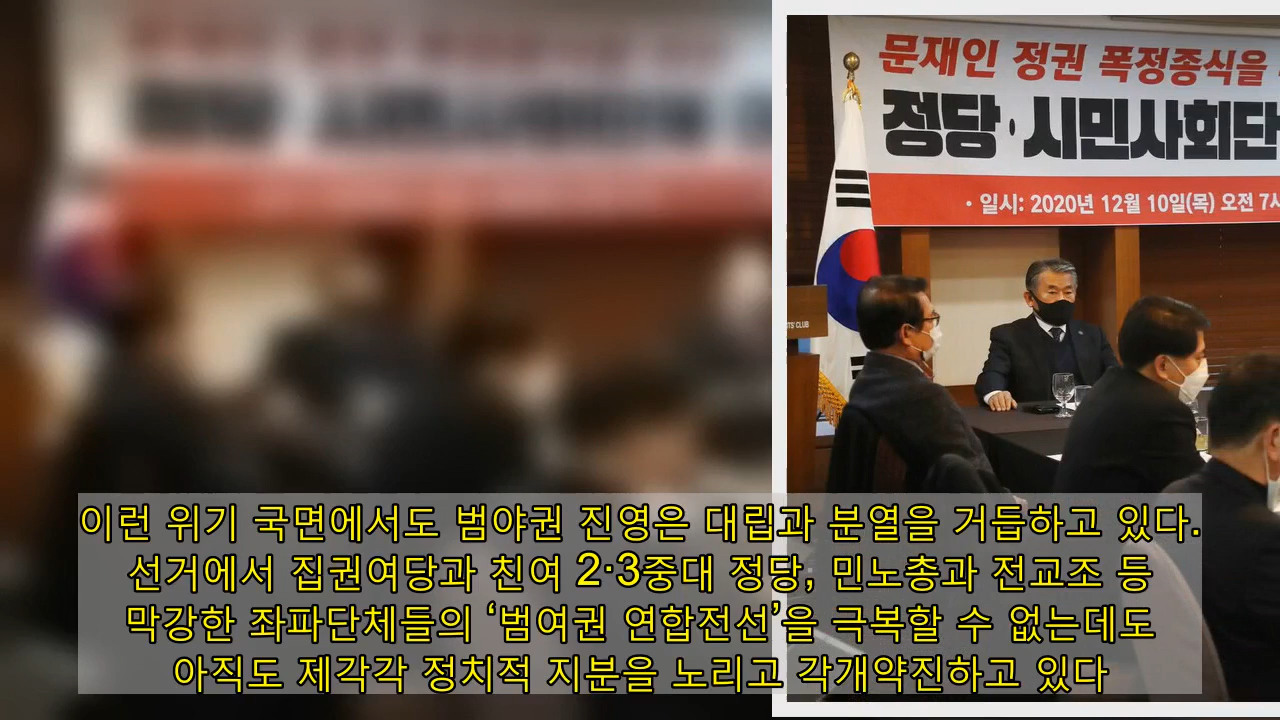 문재인 정권 폭정종식을
정당·시민사회단
• 일시: 2020년 12월 10일(목) 오전 7시
CLUB
이런 위기 국면에서도 범야권 진영은 대립과 분열을 거듭하고 있다.
선거에서 집권여당과 친여 2·3중대 정당, 민노총과 전교조 등
막강한 좌파단체들의 ‘범여권 연합전선’을 극복할 수 없는데도
아직도 제각각 정치적 지분을 노리고 각개약진하고 있다